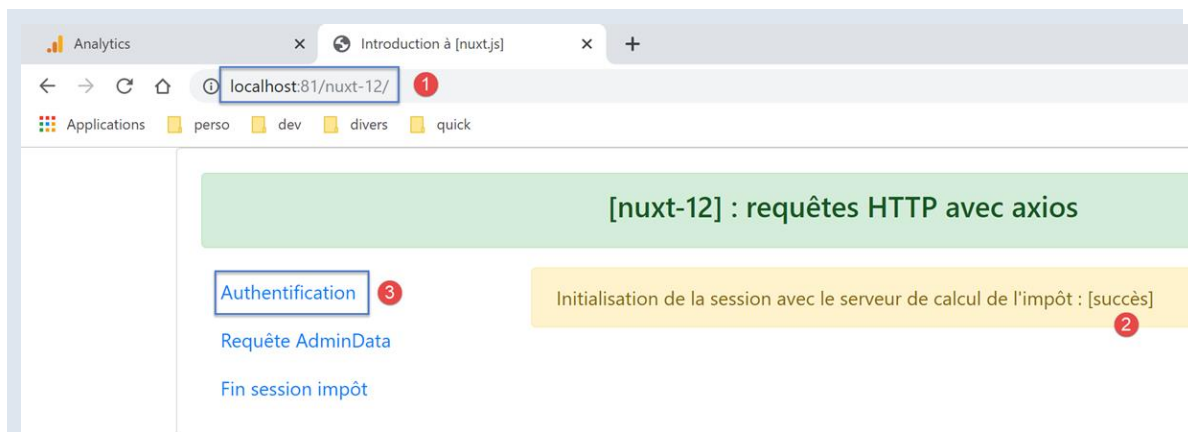 Analytics
Introduction à [nuxt.js]
localhost:81/nuxt-12/
1
Applications perso dev divers quick
[nuxt-12] : requêtes HTTP avec axios
Authentification 3
Initialisation de la session avec le serveur de calcul de l'impôt : [succès]
2
Requête AdminData
Fin session impôt